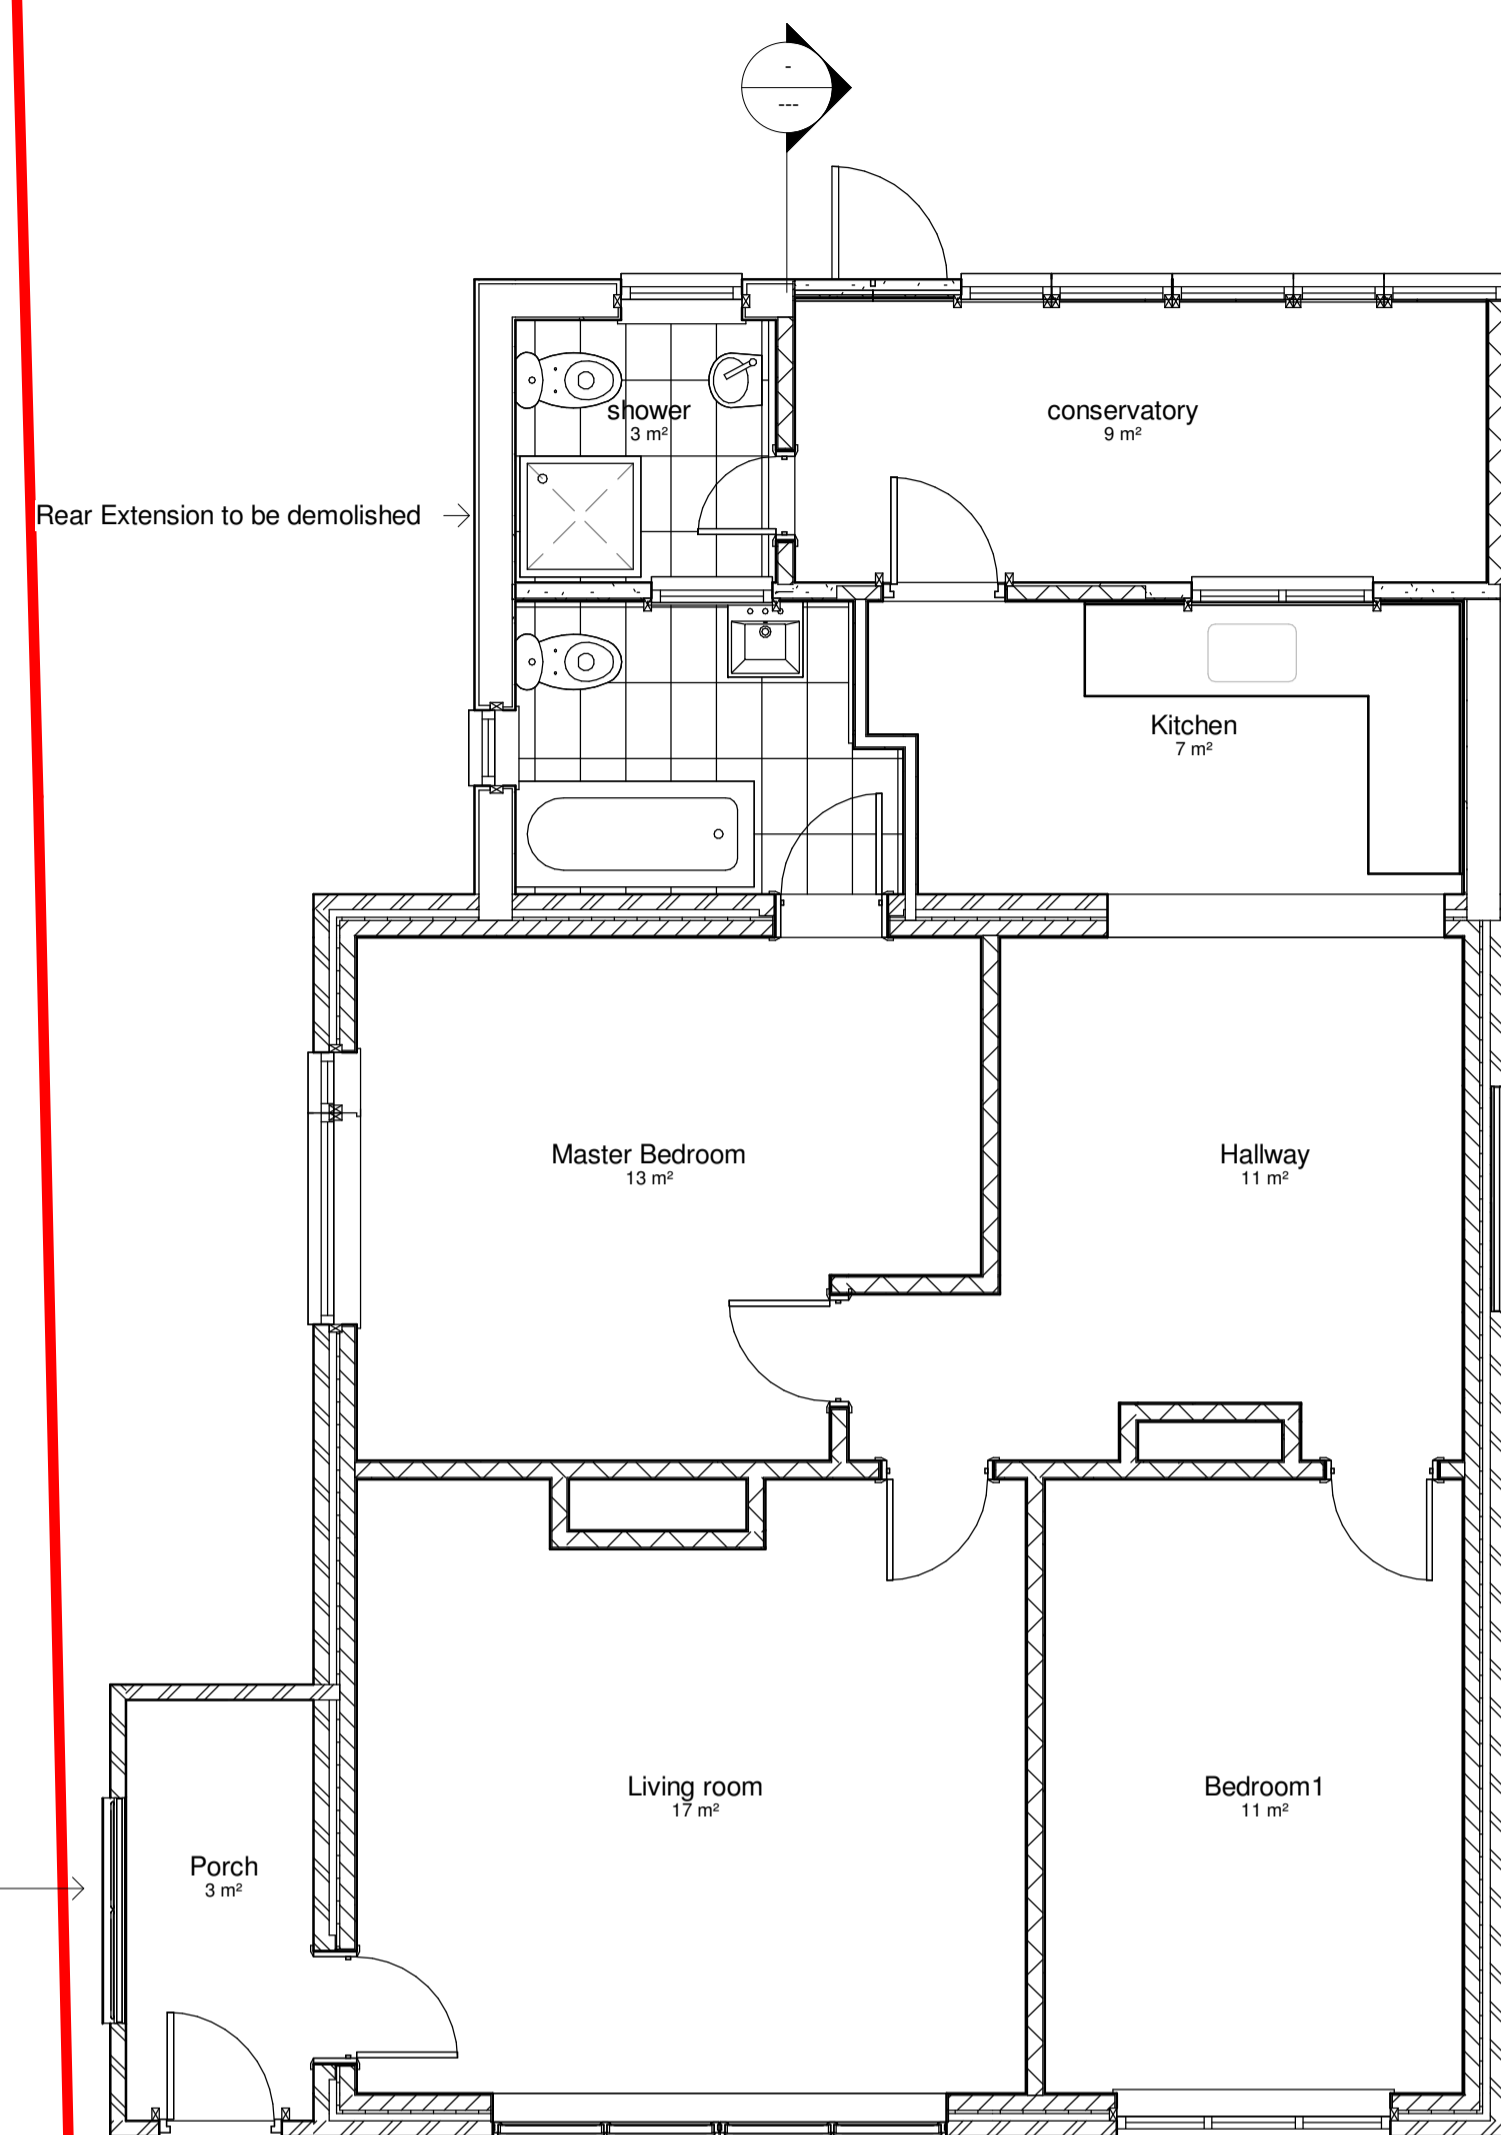 -
---
shower
3 m²
conservatory
9 m²
Rear Extension to be demolished
Kitchen
7 m²
Master Bedroom
13 m²
Hallway
11 m²
Living room
17 m²
Bedroom1
11 m²
Porch
3 m²